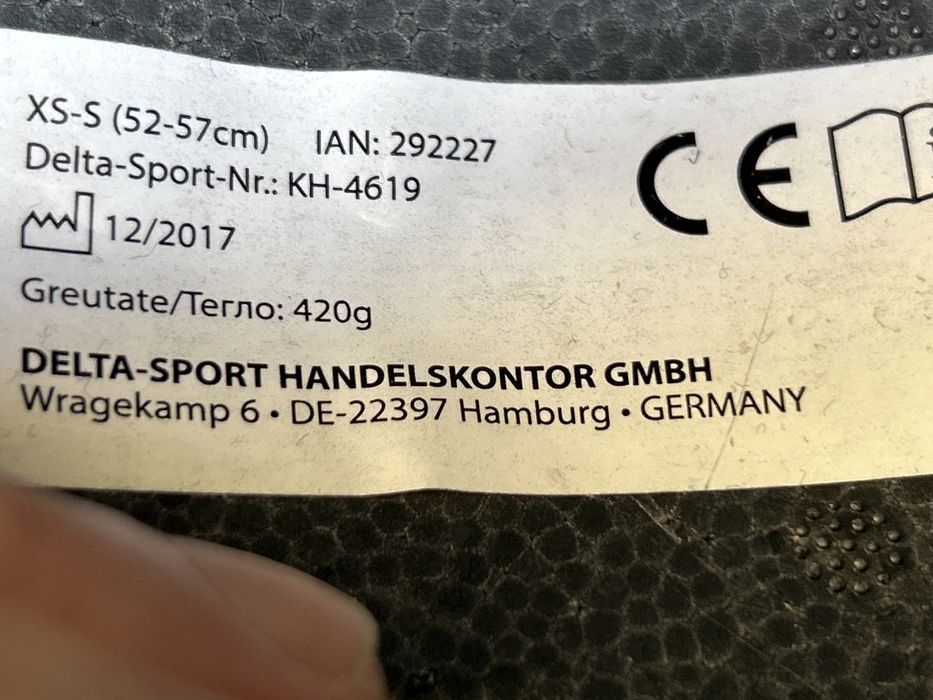 XS-S (52-57cm) IAN: 292227
Delta-Sport-Nr.: KH-4619
12/2017
Greutate/Тегло: 420g
DELTA-SPORT HANDELSKONTOR GMBH
Wragekamp 6 • DE-22397 Hamburg • GERMANY
CE